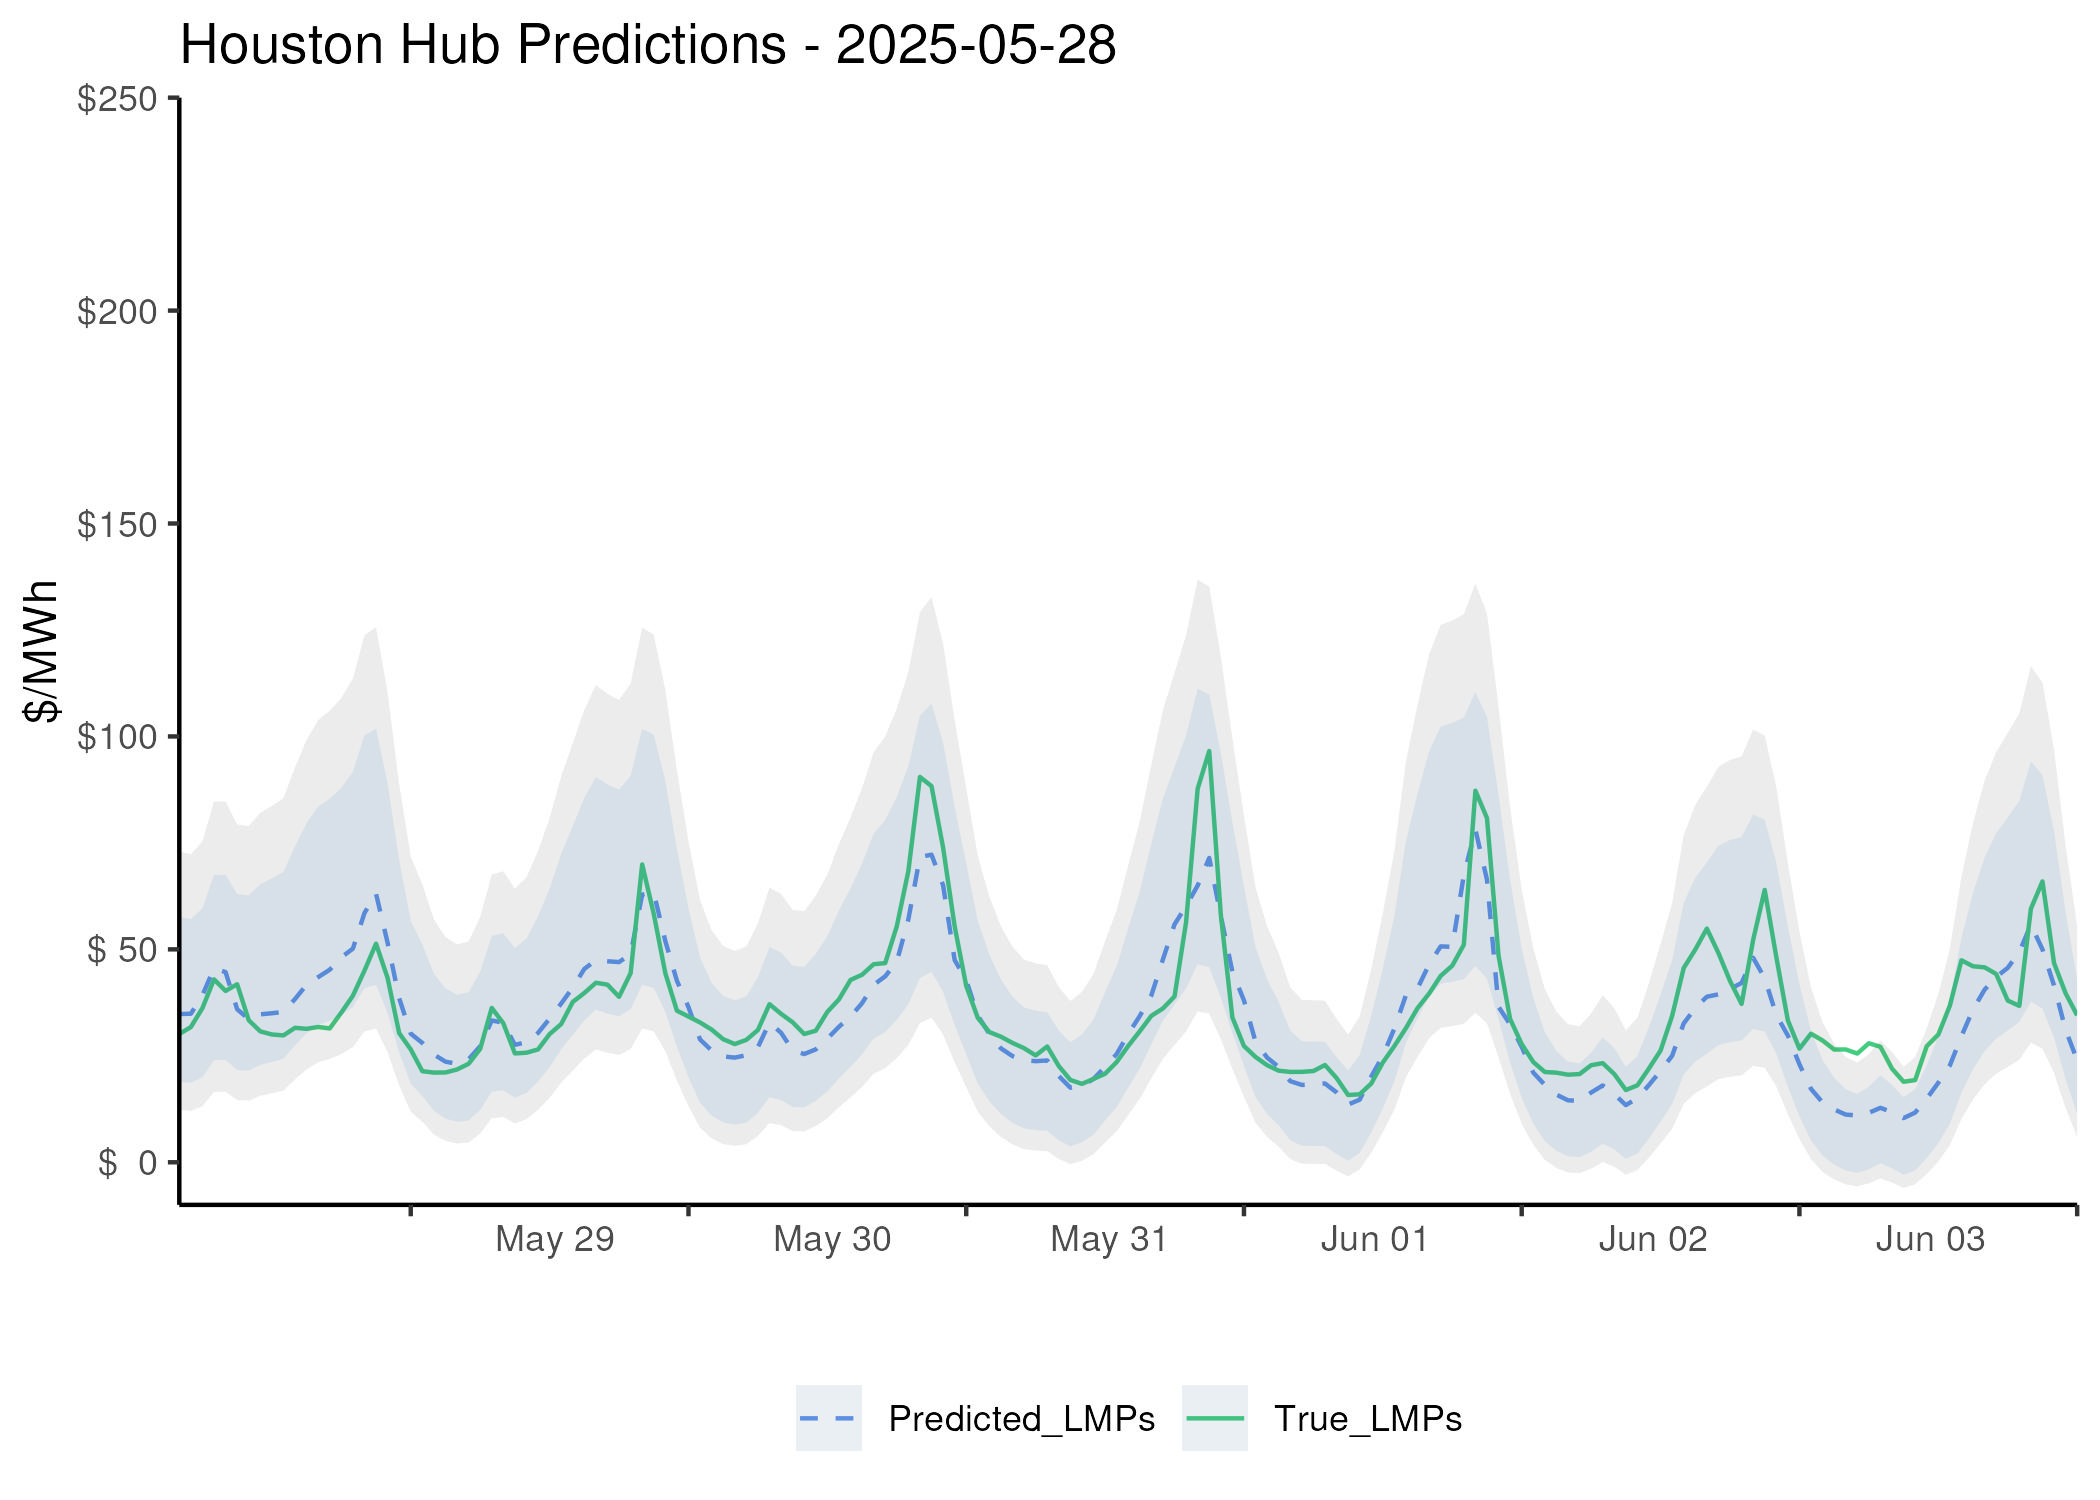 Houston Hub Predictions - 2025-05-28
$250
$200
$150
$100
$ 50
$ 0
$/MWh
May 29 May 30 May 31 Jun 01 Jun 02 Jun 03
Predicted_LMPs True_LMPs